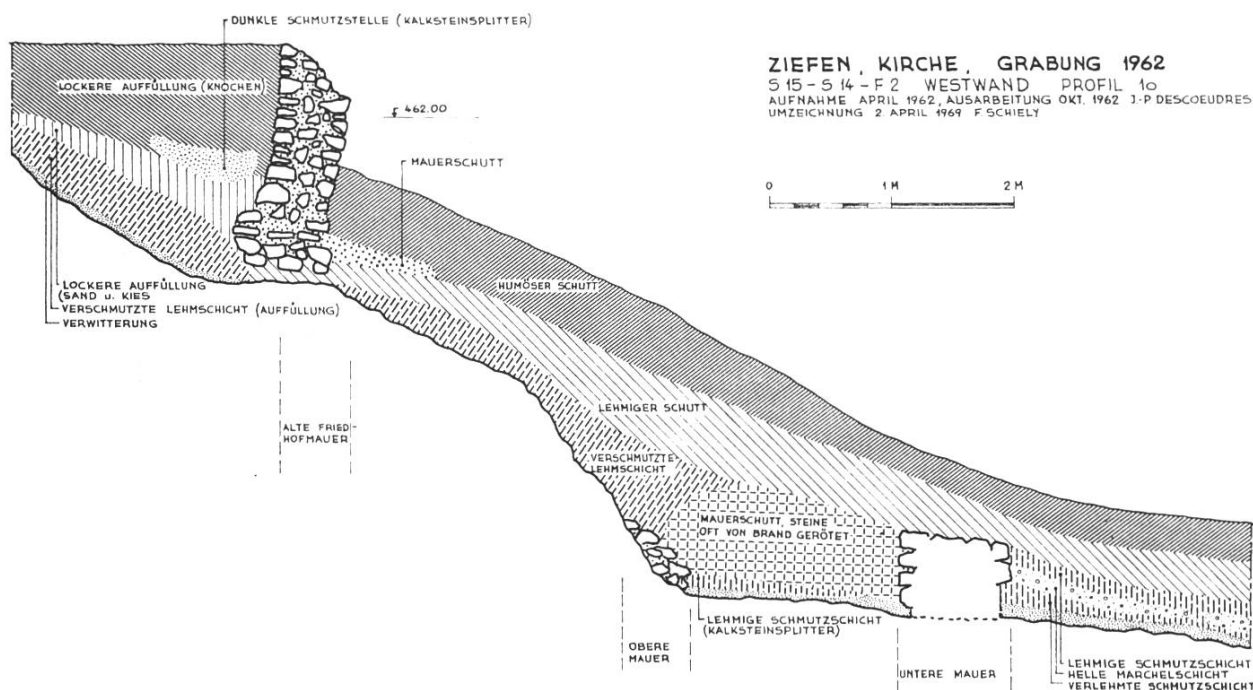 DUNKLE SCHMUTZSTELLE (KALKSTEINSPLITTER)
ZIEFEN, KIRCHE, GRABUNG 1962
S 15 - S 14 - F 2 WESTWAND PROFIL 10
AUFNAHME APRIL 1962, AUSARBEITUNG OKT. 1962 J.-P DESCOEUDRES
UMZEICHNUNG 2. APRIL 1969 F. SCHIELY
LOCKERE AUFFÜLLUNG (KNOCHEN)
462.00
MAUERSCHUTT
0 1 M 2 M
LOCKERE AUFFÜLLUNG
(SAND u. KIES
VERSCHMUTZTE LEHMSCHICHT (AUFFÜLLUNG)
VERWITTERUNG
HUMÖSER SCHUTT
ALTE FRIED-
HOFMAUER
LEHMIGER SCHUTT
VERSCHMUTZTE
LEHMSCHICHT
MAUERSCHUTT, STEINE
OFT VON BRAND GERÖTET
LEHMIGE SCHMUTZSCHICHT
(KALKSTEINSPLITTER)
OBERE
MAUER
UNTERE MAUER
LEHMIGE SCHMUTZSCHICHT
HELLE MARCHELSCHICHT
VERLEHMTE SCHMUTZSCHICHT